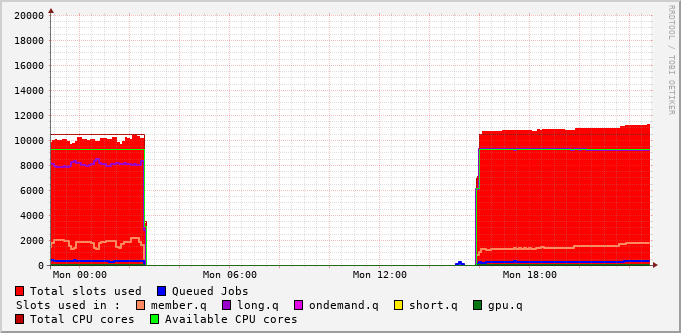 RRDTOOL / TOBI OETIKER
20000
18000
16000
14000
12000
10000
8000
6000
4000
2000
0
Mon 00:00 Mon 06:00 Mon 12:00 Mon 18:00
Total slots used Queued Jobs
Slots used in : member.q long.q ondemand.q short.q gpu.q
Total CPU cores Available CPU cores